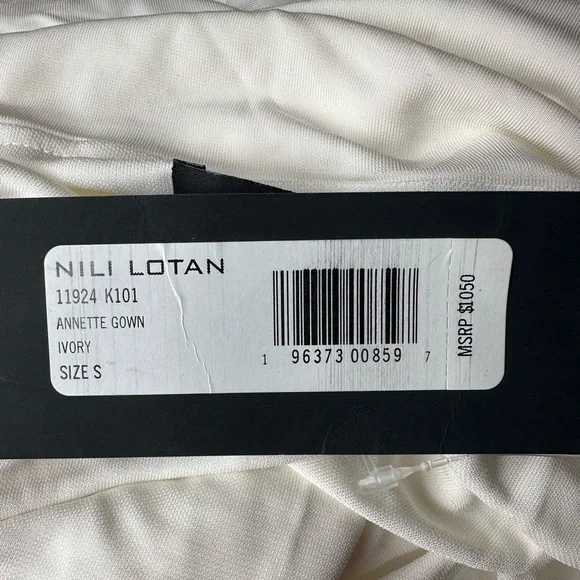 NILI LOTAN
11924 K101
ANNETTE GOWN
IVORY
SIZE S
1 96373 00859 7
MSRP $1050